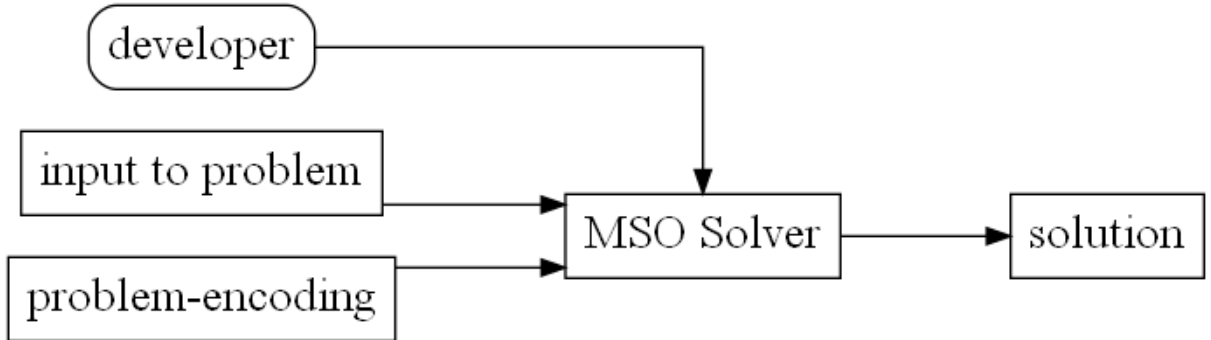 developer
input to problem
MSO Solver
solution
problem-encoding